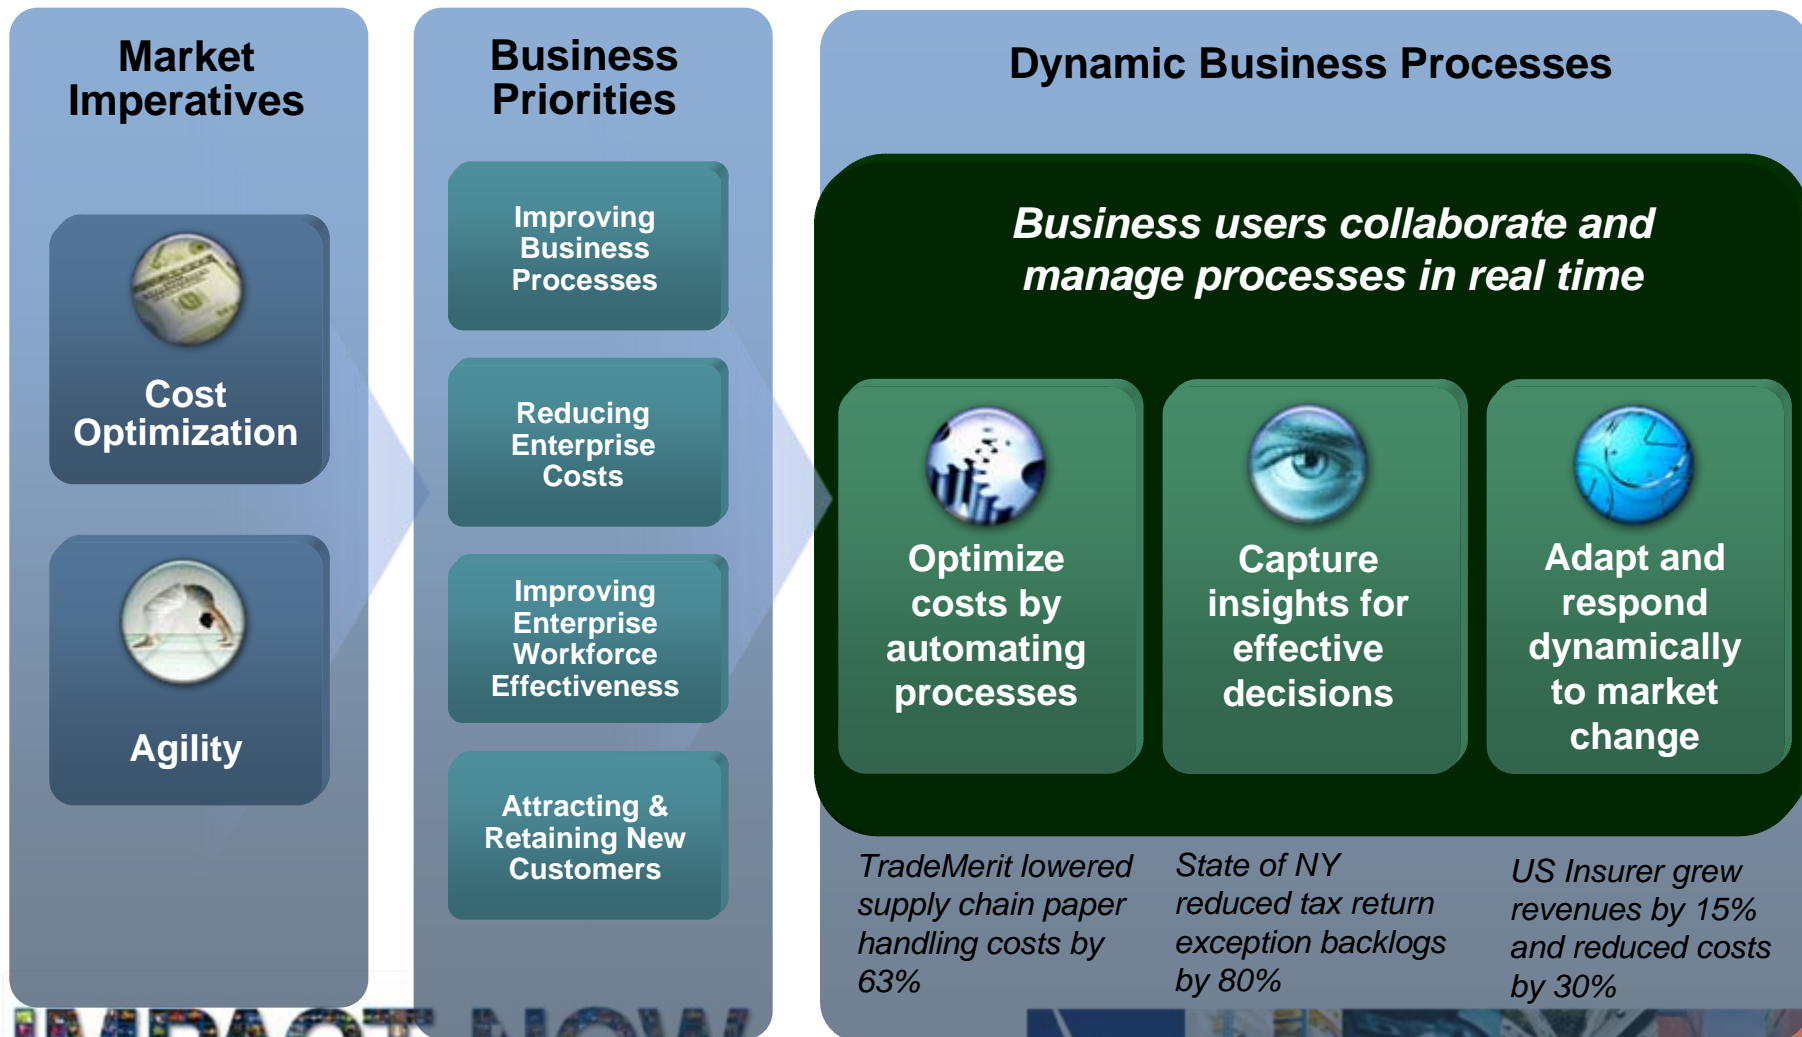 Market
Imperatives
Cost
Optimization
Agility
Business
Priorities
Improving
Business
Processes
Reducing
Enterprise
Costs
Improving
Enterprise
Workforce
Effectiveness
Attracting &
Retaining New
Customers
Dynamic Business Processes
Business users collaborate and
manage processes in real time
Optimize
costs by
automating
processes
Capture
insights for
effective
decisions
Adapt and
respond
dynamically
to market
change
TradeMerit lowered
supply chain paper
handling costs by
63%
State of NY
reduced tax return
exception backlogs
by 80%
US Insurer grew
revenues by 15%
and reduced costs
by 30%
IMPACT NOW